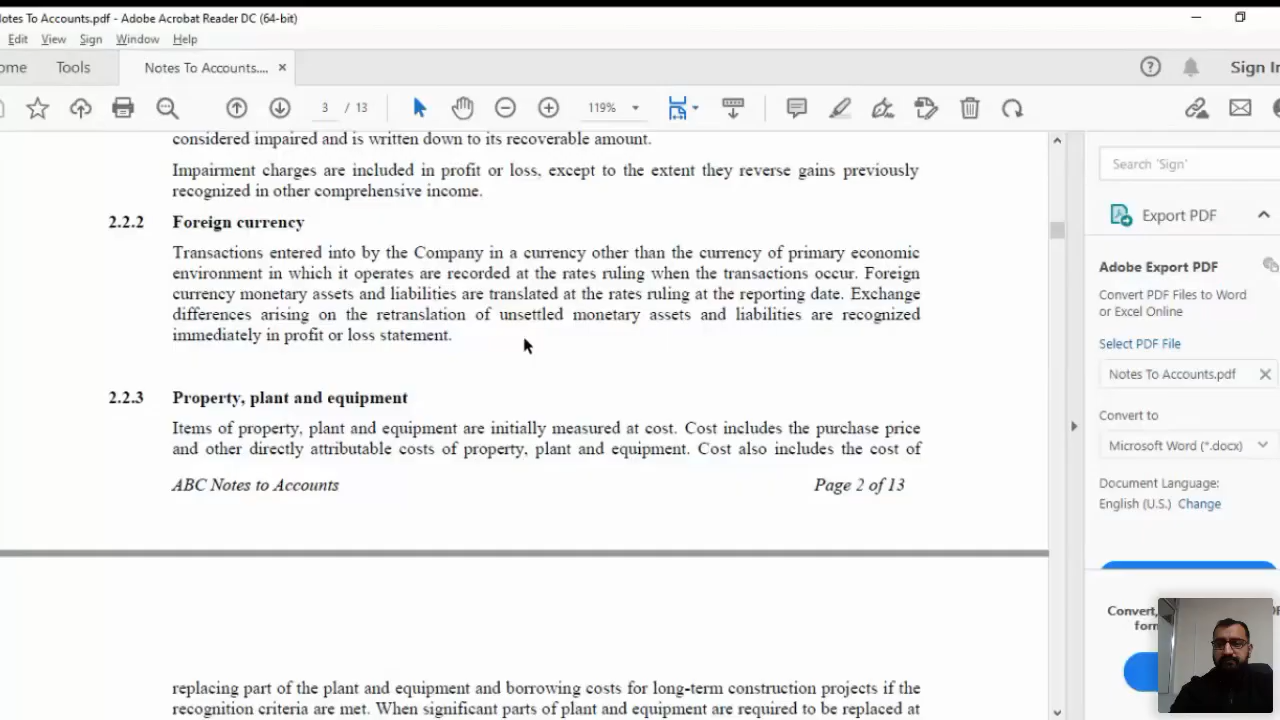 Notes To Accounts.pdf - Adobe Acrobat Reader DC (64-bit)
Edit View Sign Window Help
Tools Notes To Accounts.... × Sign In
3 / 13 119%
considered impaired and is written down to its recoverable amount.
Impairment charges are included in profit or loss, except to the extent they reverse gains previously
recognized in other comprehensive income.
2.2.2 Foreign currency
Transactions entered into by the Company in a currency other than the currency of primary economic
environment in which it operates are recorded at the rates ruling when the transactions occur. Foreign
currency monetary assets and liabilities are translated at the rates ruling at the reporting date. Exchange
differences arising on the retranslation of unsettled monetary assets and liabilities are recognized
immediately in profit or loss statement.
2.2.3 Property, plant and equipment
Items of property, plant and equipment are initially measured at cost. Cost includes the purchase price
and other directly attributable costs of property, plant and equipment. Cost also includes the cost of
ABC Notes to Accounts Page 2 of 13
replacing part of the plant and equipment and borrowing costs for long-term construction projects if the
recognition criteria are met. When significant parts of plant and equipment are required to be replaced at
Search 'Sign'
Export PDF
Adobe Export PDF
Convert PDF Files to Word
or Excel Online
Select PDF File
Notes To Accounts.pdf
Convert to
Microsoft Word (*.docx)
Document Language:
English (U.S.) Change
Convert,